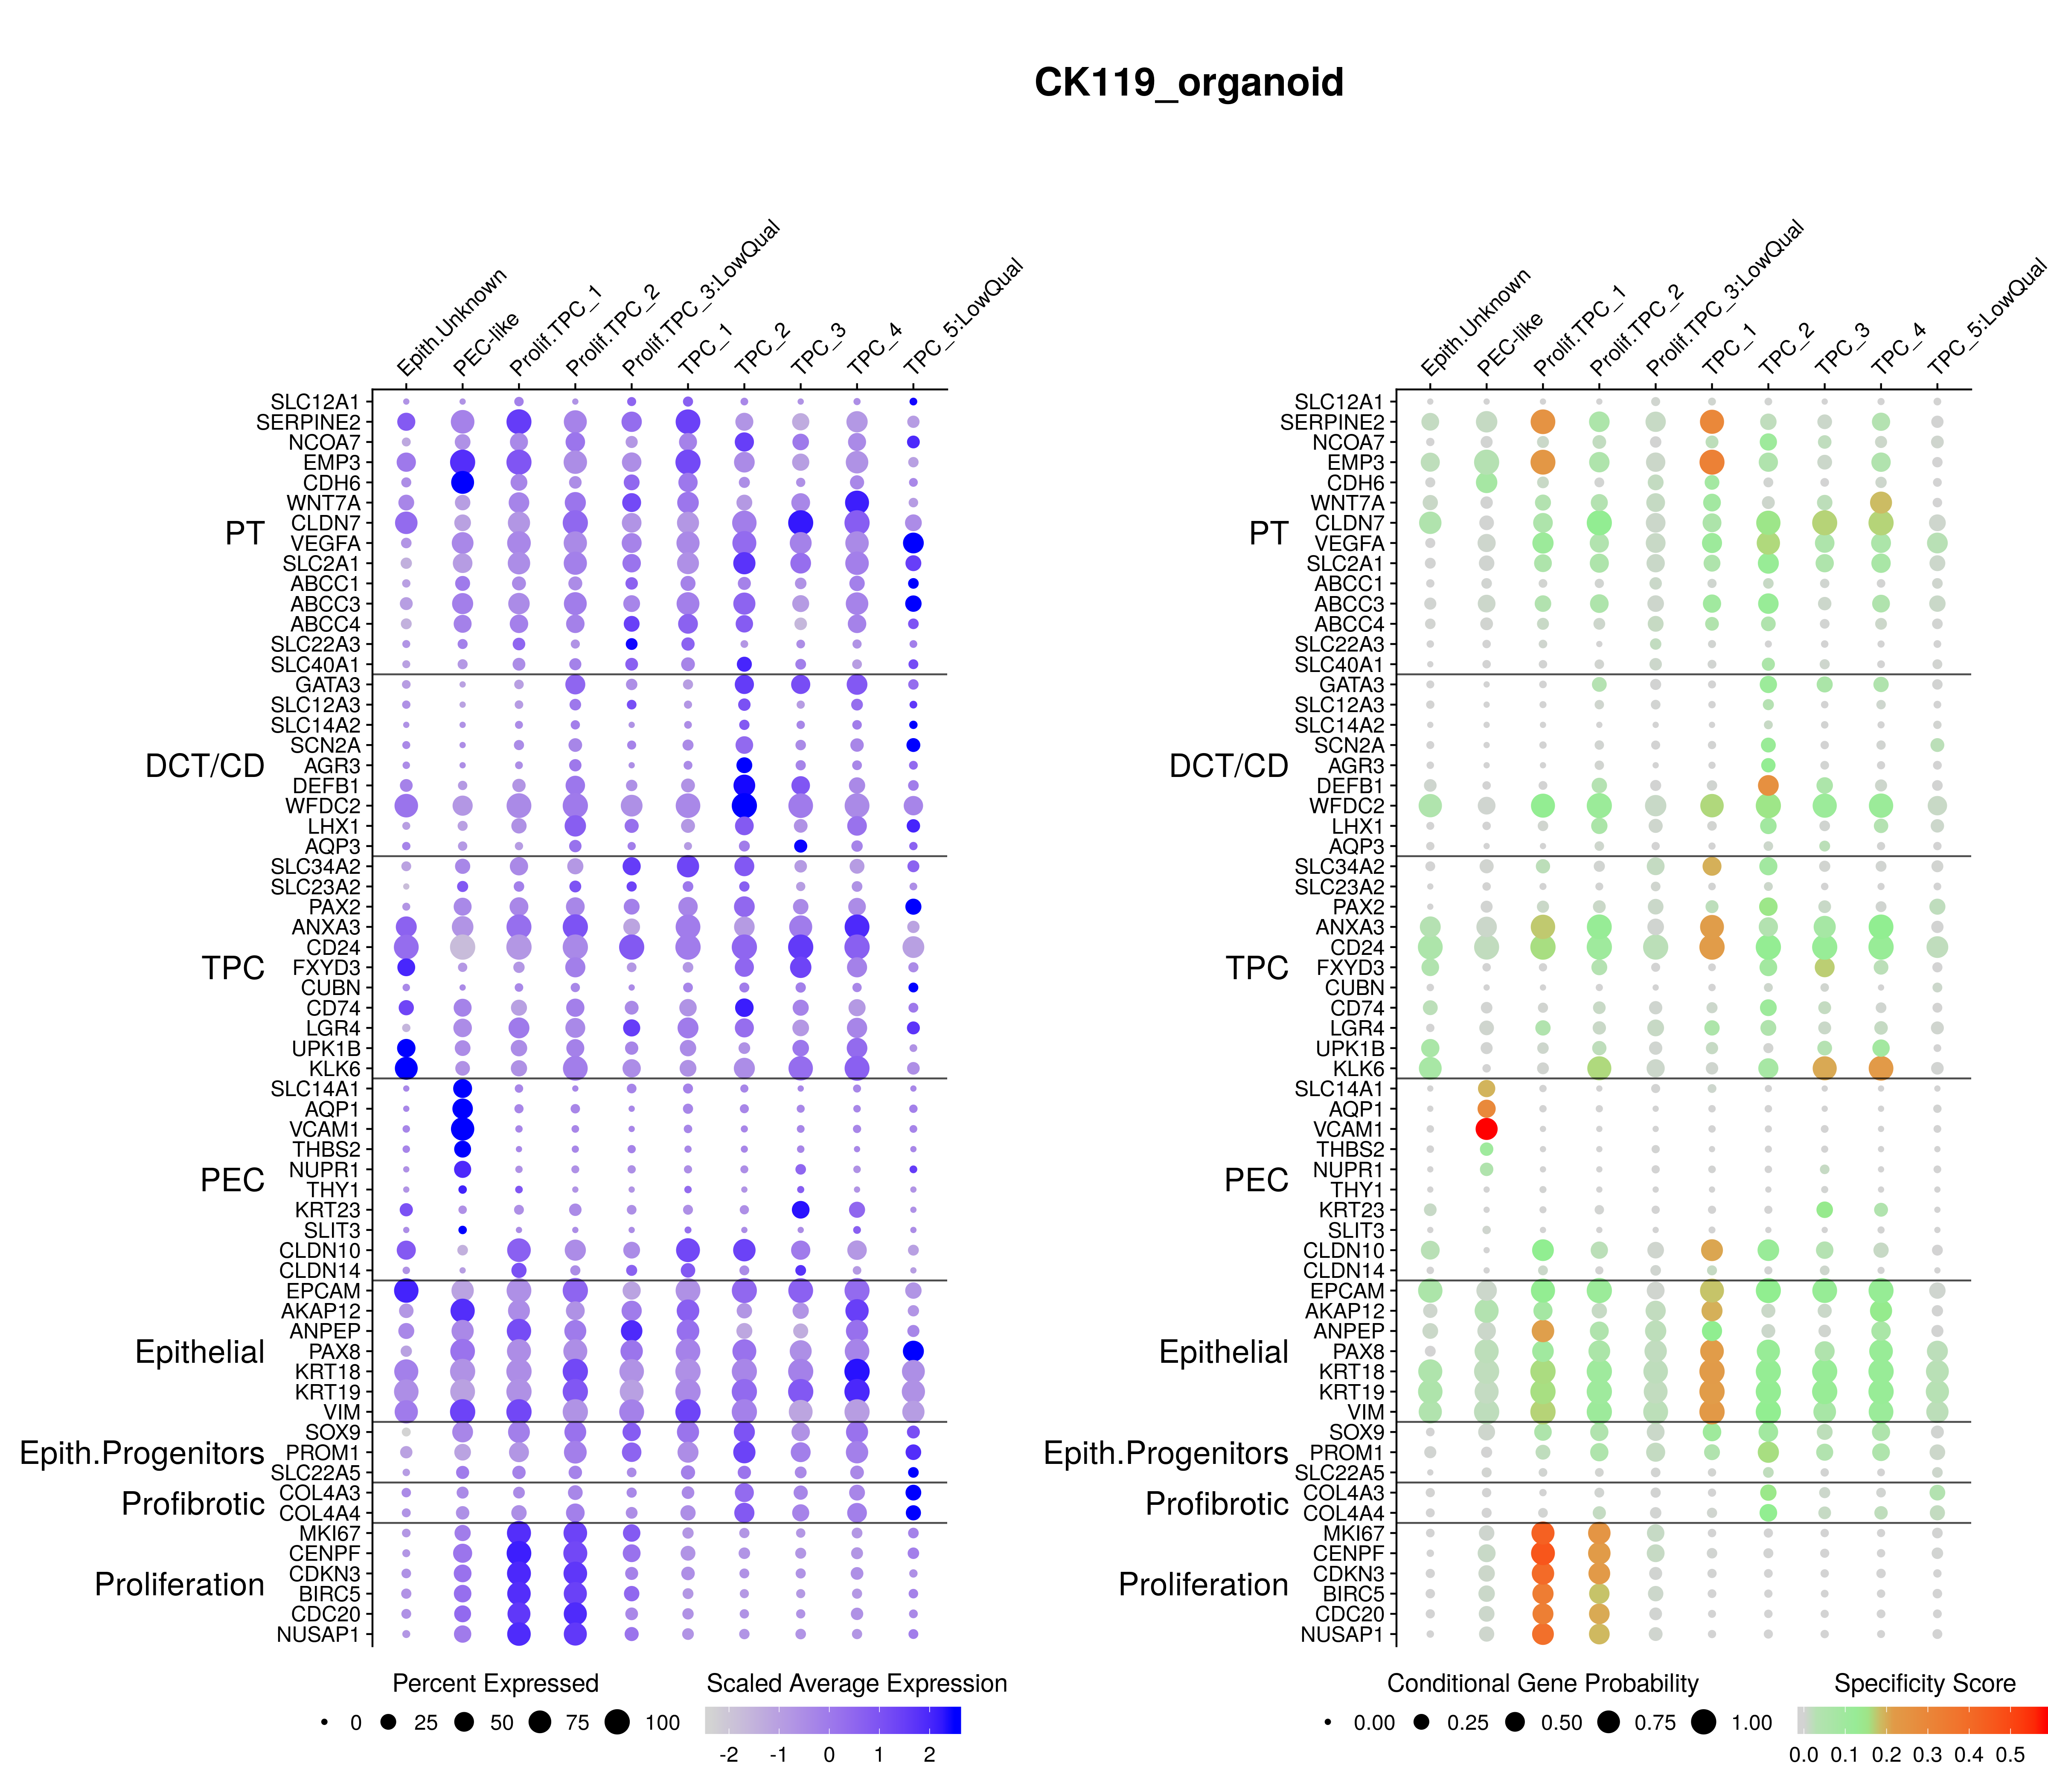 CK119_organoid
Epith.Unknown
PEC-like
Prolif.TPC_1
Prolif.TPC_2
Prolif.TPC_3:LowQual
TPC_1
TPC_2
TPC_3
TPC_4
TPC_5:LowQual
PT
SLC12A1
SERPINE2
NCOA7
EMP3
CDH6
WNT7A
CLDN7
VEGFA
SLC2A1
ABCC1
ABCC3
ABCC4
SLC22A3
SLC40A1
DCT/CD
GATA3
SLC12A3
SLC14A2
SCN2A
AGR3
DEFB1
WFDC2
LHX1
AQP3
TPC
SLC34A2
SLC23A2
PAX2
ANXA3
CD24
FXYD3
CUBN
CD74
LGR4
UPK1B
KLK6
PEC
SLC14A1
AQP1
VCAM1
THBS2
NUPR1
THY1
KRT23
SLIT3
CLDN10
CLDN14
Epithelial
EPCAM
AKAP12
ANPEP
PAX8
KRT18
KRT19
VIM
Epith.Progenitors
SOX9
PROM1
SLC22A5
Profibrotic
COL4A3
COL4A4
Proliferation
MKI67
CENPF
CDKN3
BIRC5
CDC20
NUSAP1
Percent Expressed
0 25 50 75 100
Scaled Average Expression
-2 -1 0 1 2
Epith.Unknown
PEC-like
Prolif.TPC_1
Prolif.TPC_2
Prolif.TPC_3:LowQual
TPC_1
TPC_2
TPC_3
TPC_4
TPC_5:LowQual
PT
SLC12A1
SERPINE2
NCOA7
EMP3
CDH6
WNT7A
CLDN7
VEGFA
SLC2A1
ABCC1
ABCC3
ABCC4
SLC22A3
SLC40A1
DCT/CD
GATA3
SLC12A3
SLC14A2
SCN2A
AGR3
DEFB1
WFDC2
LHX1
AQP3
TPC
SLC34A2
SLC23A2
PAX2
ANXA3
CD24
FXYD3
CUBN
CD74
LGR4
UPK1B
KLK6
PEC
SLC14A1
AQP1
VCAM1
THBS2
NUPR1
THY1
KRT23
SLIT3
CLDN10
CLDN14
Epithelial
EPCAM
AKAP12
ANPEP
PAX8
KRT18
KRT19
VIM
Epith.Progenitors
SOX9
PROM1
SLC22A5
Profibrotic
COL4A3
COL4A4
Proliferation
MKI67
CENPF
CDKN3
BIRC5
CDC20
NUSAP1
Conditional Gene Probability
0.00 0.25 0.50 0.75 1.00
Specificity Score
0.0 0.1 0.2 0.3 0.4 0.5